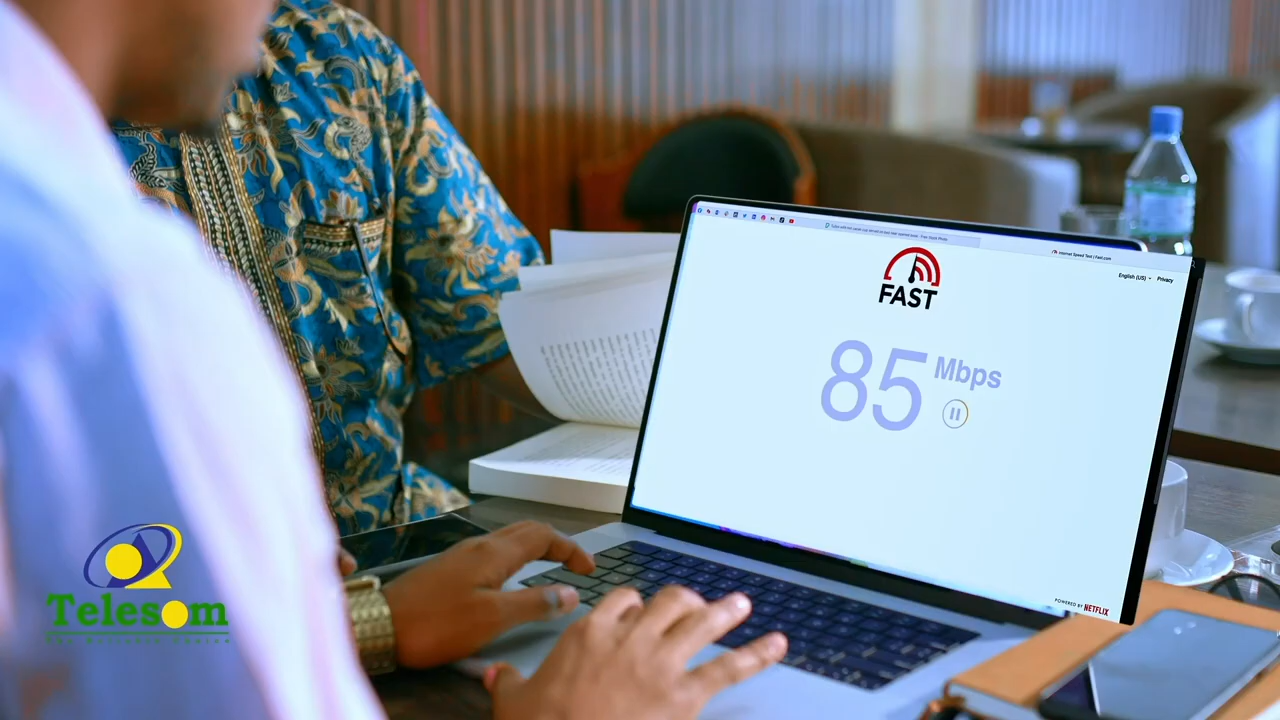 English (US)
Privacy
FAST
85 Mbps
POWERED BY NETFLIX
Telesom